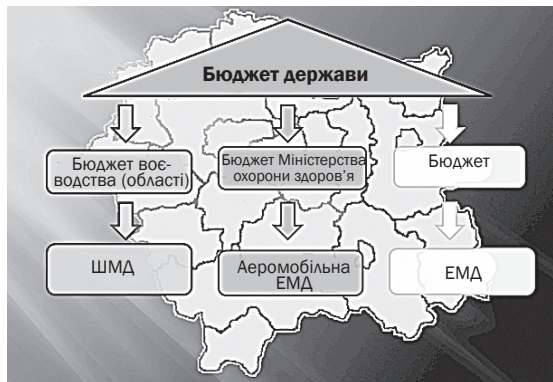 Бюджет держави
Бюджет воє-
водства (області)
Бюджет Міністерства
охорони здоров'я
Бюджет
ШМД
Аеромобільна
ЕМД
ЕМД